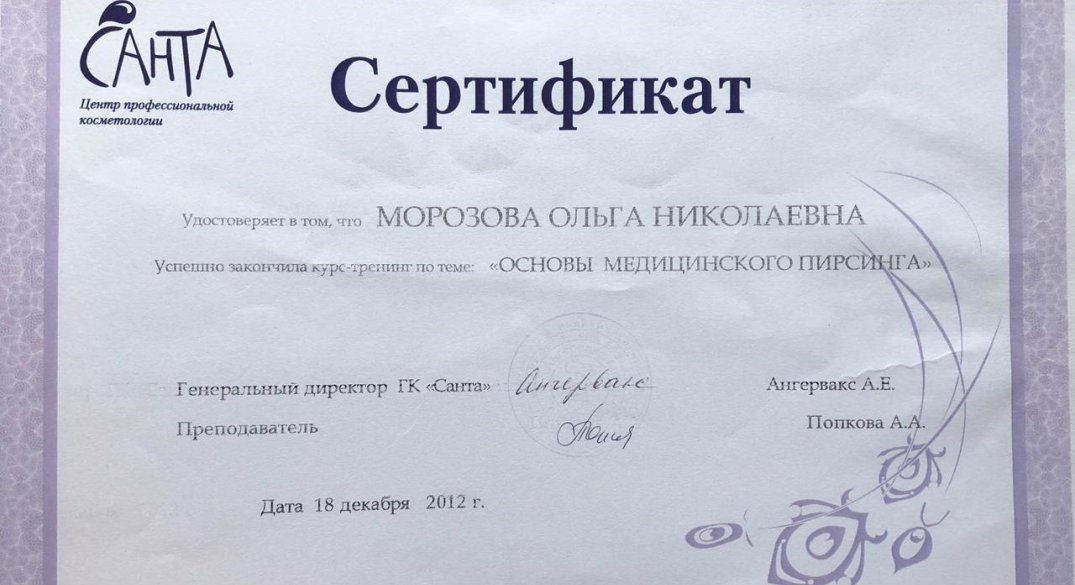 САНТА
Центр профессиональной
косметологии
Сертификат
Удостоверяет в том, что МОРОЗОВА ОЛЬГА НИКОЛАЕВНА
Успешно закончила курс-тренинг по теме: «ОСНОВЫ МЕДИЦИНСКОГО ПИРСИНГА»
Генеральный директор ГК «Санта» Ангервакс Ангервакс А.Е.
Преподаватель Попкова А.А.
Дата 18 декабря 2012 г.